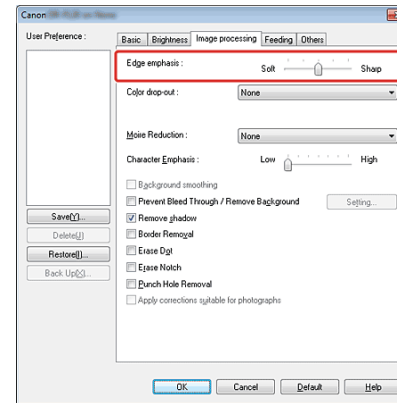 Canon
User Preference :
Basic Brightness Image processing Feeding Others
Edge emphasis :
Soft Sharp
Color drop-out : None
Moire Reduction : None
Character Emphasis : Low High
Background smoothing
Prevent Bleed Through / Remove Background Setting...
Save(Y)... Remove shadow
Delete(J) Border Removal
Restore(I)... Erase Dot
Back Up(X)... Erase Notch
Punch Hole Removal
Apply corrections suitable for photographs
OK Cancel Default Help